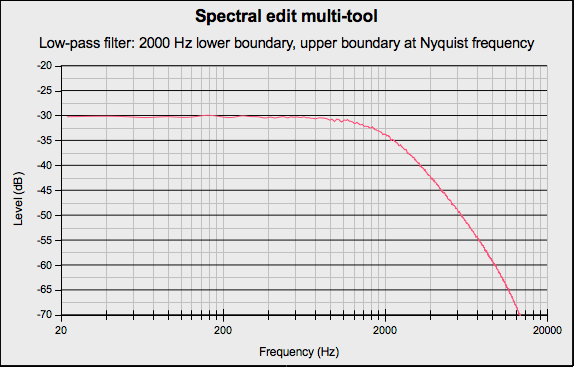 Spectral edit multi-tool
Low-pass filter: 2000 Hz lower boundary, upper boundary at Nyquist frequency
-20
-25
-30
-35
-40
-45
-50
-55
-60
-65
-70
Level (dB)
20 200 2000 20000
Frequency (Hz)